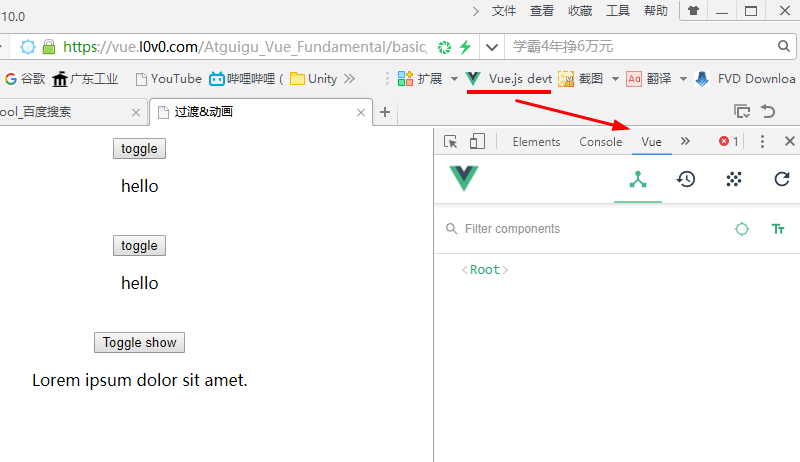 10.0
文件 查看 收藏 工具 帮助
https://vue.l0v0.com/Atguigu_Vue_Fundamental/basic_
学霸4年挣6万元
谷歌 广东工业 YouTube 哔哩哔哩 ( Unity
扩展 Vue.js devt 截图 Aa 翻译 FVD Downloa
ool_百度搜索
过渡&动画
Elements Console Vue 1
toggle
hello
Filter components
toggle
<Root>
hello
Toggle show
Lorem ipsum dolor sit amet.